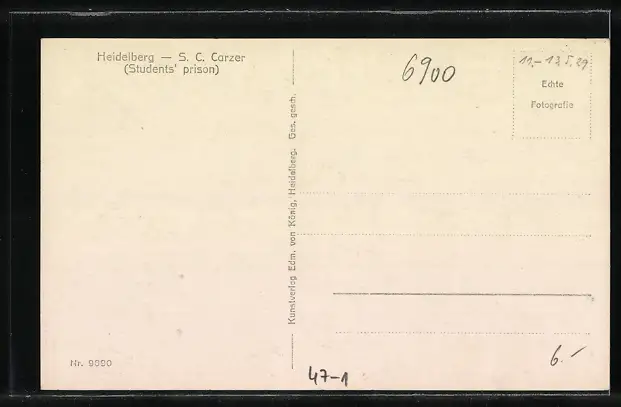 Heidelberg — S. C. Carzer
(Students' prison)
Nr. 9090
Kunstverlag Edm. von König, Heidelberg. Ges. gesch.
6900
11.–13.5.29
Echte
Fotografie
6.–
47-1